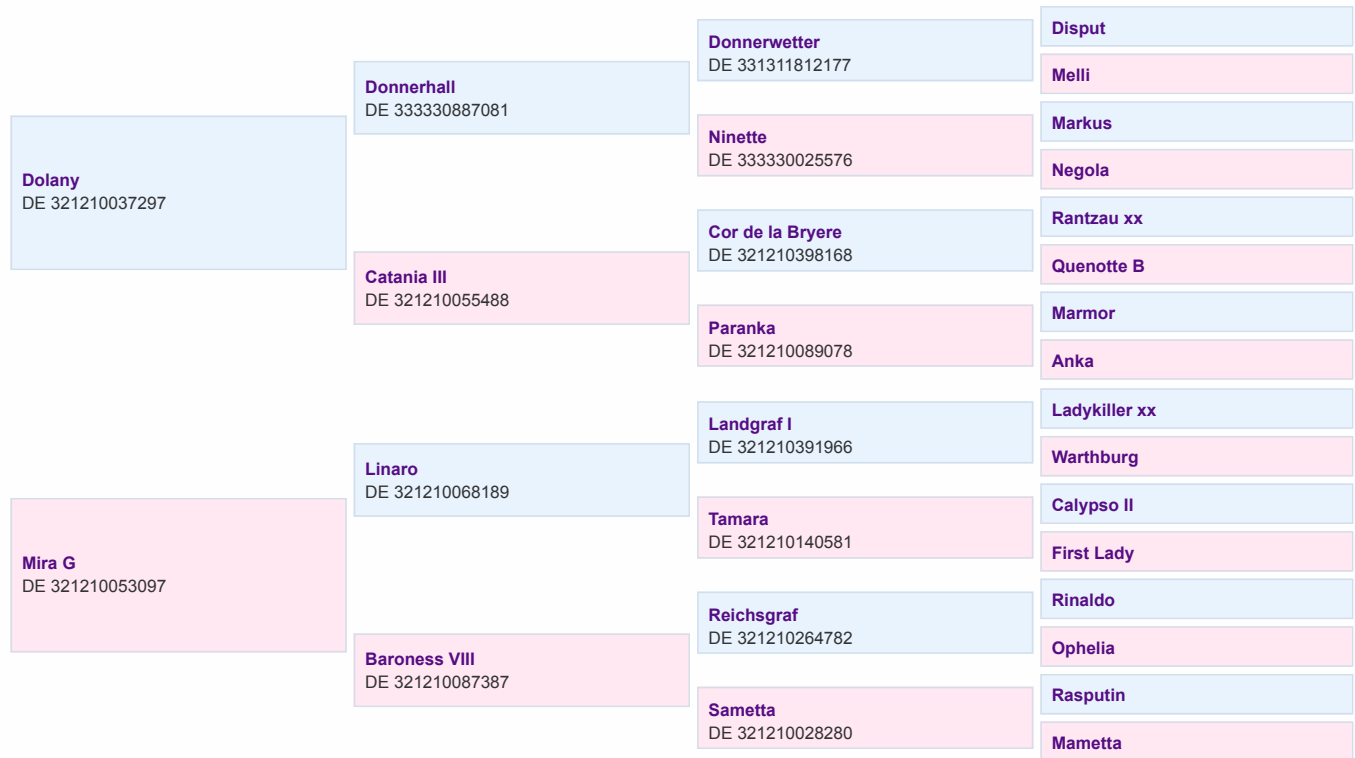 Dolany
DE 321210037297
Mira G
DE 321210053097
Donnerhall
DE 333330887081
Catania III
DE 321210055488
Linaro
DE 321210068189
Baroness VIII
DE 321210087387
Donnerwetter
DE 331311812177
Ninette
DE 333330025576
Cor de la Bryere
DE 321210398168
Paranka
DE 321210089078
Landgraf I
DE 321210391966
Tamara
DE 321210140581
Reichsgraf
DE 321210264782
Sametta
DE 321210028280
Disput
Melli
Markus
Negola
Rantzau xx
Quenotte B
Marmor
Anka
Ladykiller xx
Warthburg
Calypso II
First Lady
Rinaldo
Ophelia
Rasputin
Mametta